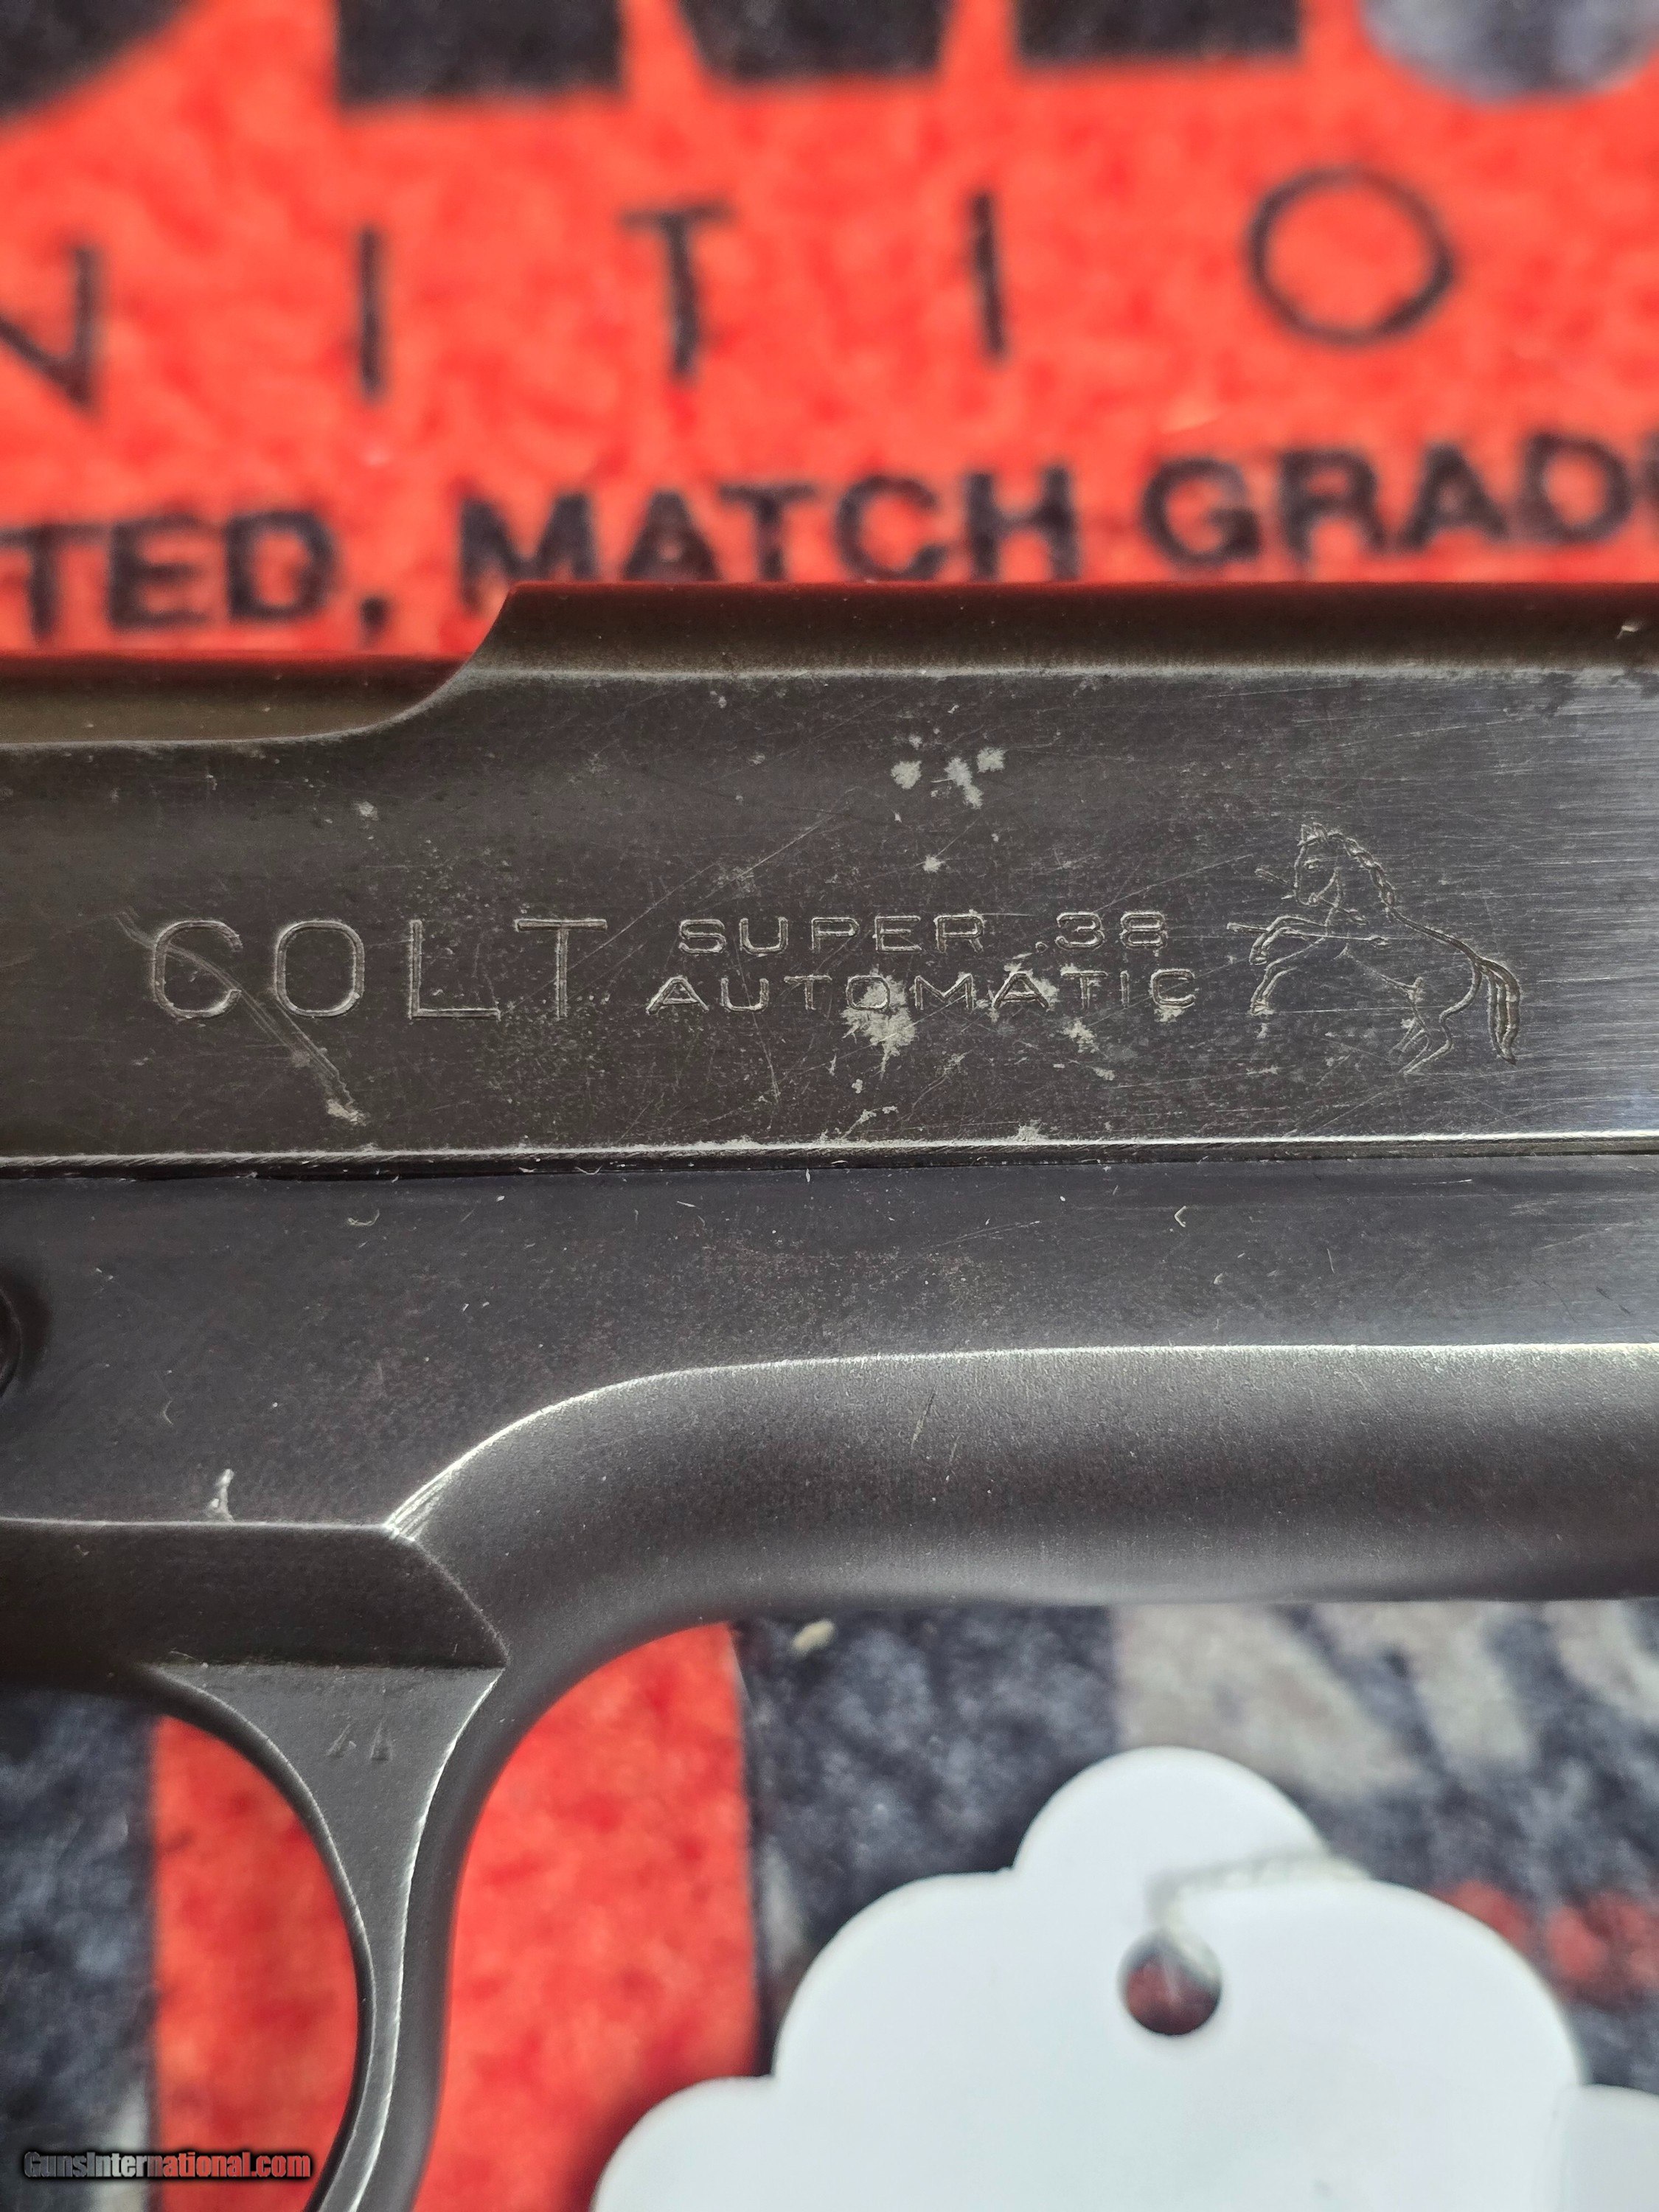 NITIO
TED, MATCH GRAD
COLT SUPER .38
AUTOMATIC
GunsInternational.com